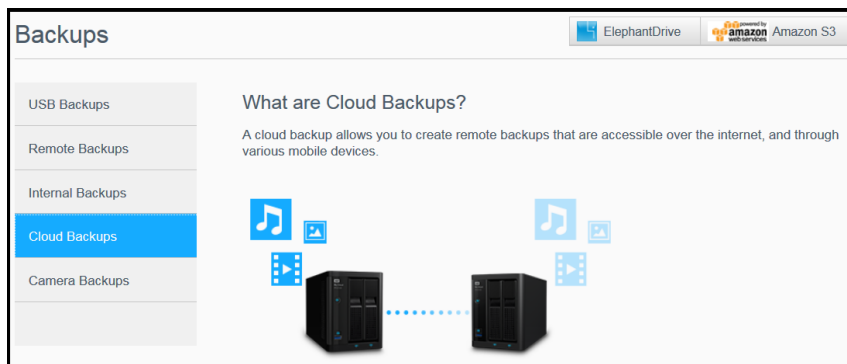 Backups
ElephantDrive
powered by
amazon
web services
Amazon S3
USB Backups
What are Cloud Backups?
A cloud backup allows you to create remote backups that are accessible over the internet, and through
various mobile devices.
Remote Backups
Internal Backups
Cloud Backups
Camera Backups